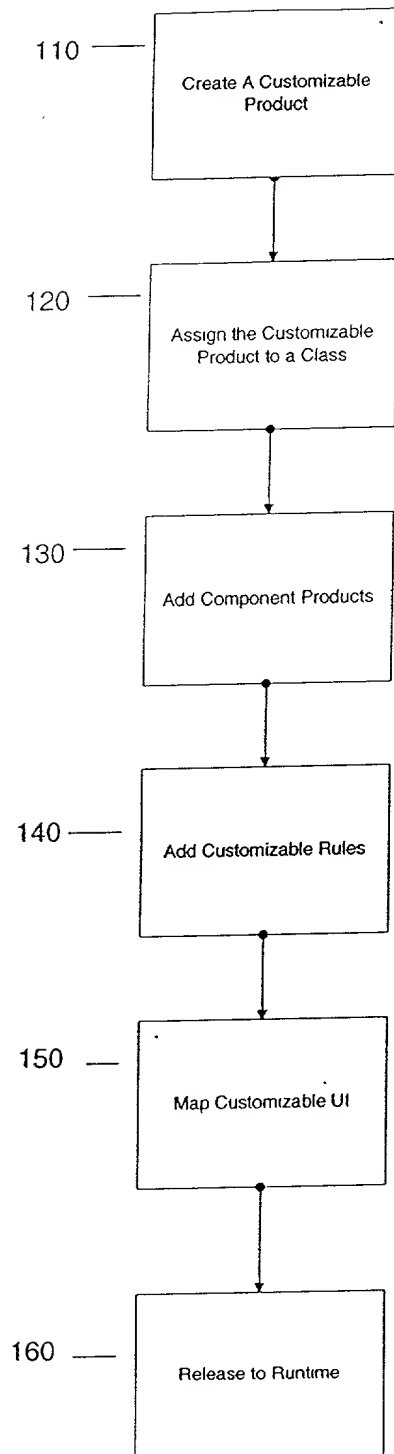 110
Create A Customizable
Product
120
Assign the Customizable
Product to a Class
130
Add Component Products
140
Add Customizable Rules
150
Map Customizable UI
160
Release to Runtime